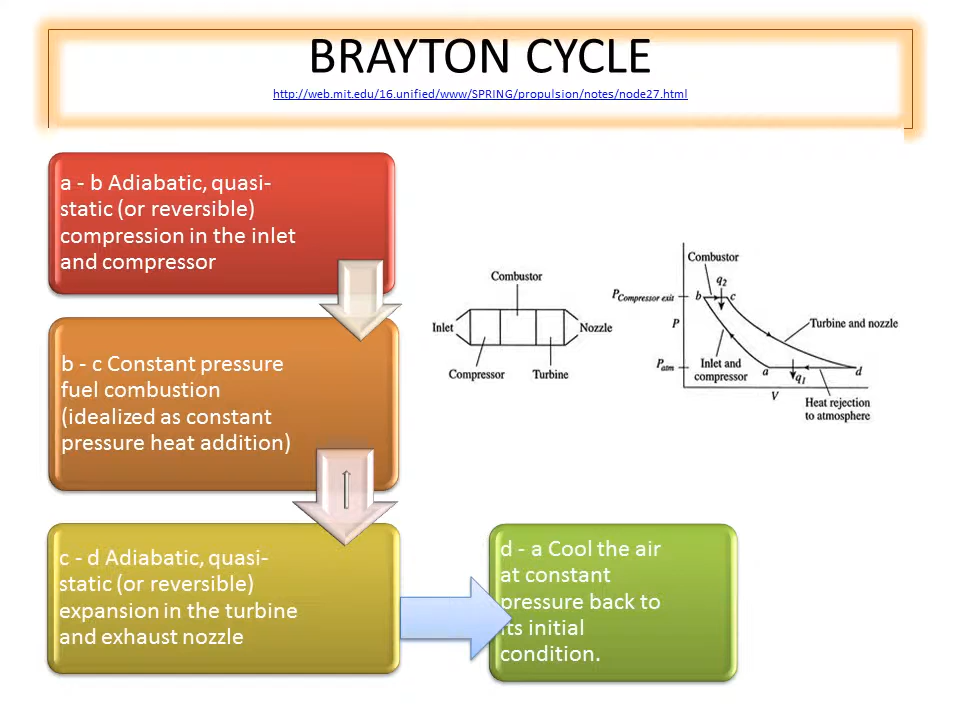 BRAYTON CYCLE
http://web.mit.edu/16.unified/www/SPRING/propulsion/notes/node27.html
a - b Adiabatic, quasi-
static (or reversible)
compression in the inlet
and compressor
b - c Constant pressure
fuel combustion
(idealized as constant
pressure heat addition)
c - d Adiabatic, quasi-
static (or reversible)
expansion in the turbine
and exhaust nozzle
d - a Cool the air
at constant
pressure back to
its initial
condition.
Combustor
Inlet
Nozzle
Compressor
Turbine
Combustor
q2
P Compressor exit
b
c
P
Turbine and nozzle
Patm
Inlet and
compressor
a
q1
d
V
Heat rejection
to atmosphere